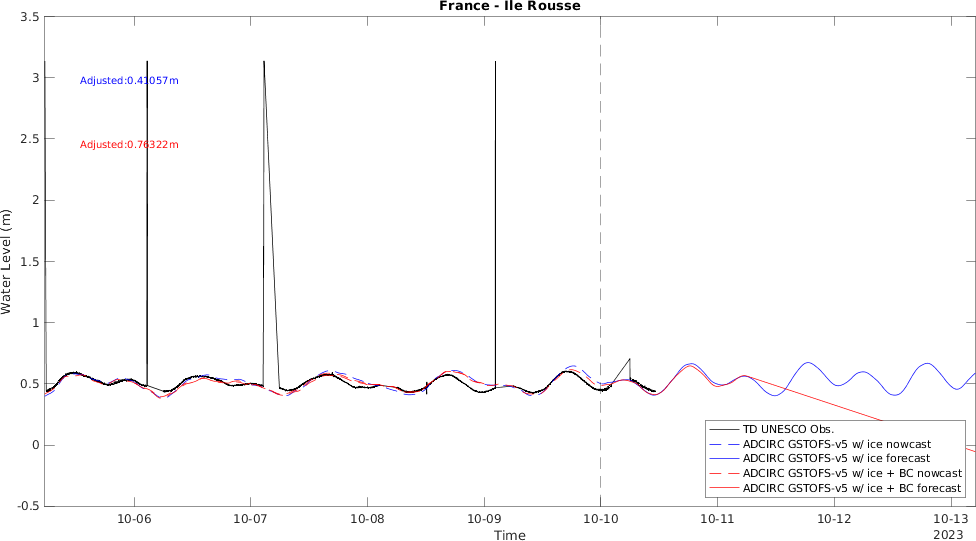 France - Ile Rousse
3.5
3
2.5
2
1.5
1
0.5
0
-0.5
Water Level (m)
Adjusted:0.41057m
Adjusted:0.76322m
TD UNESCO Obs.
ADCIRC GSTOFS-v5 w/ ice nowcast
ADCIRC GSTOFS-v5 w/ ice forecast
ADCIRC GSTOFS-v5 w/ ice + BC nowcast
ADCIRC GSTOFS-v5 w/ ice + BC forecast
10-06 10-07 10-08 10-09 10-10 10-11 10-12 10-13
2023
Time